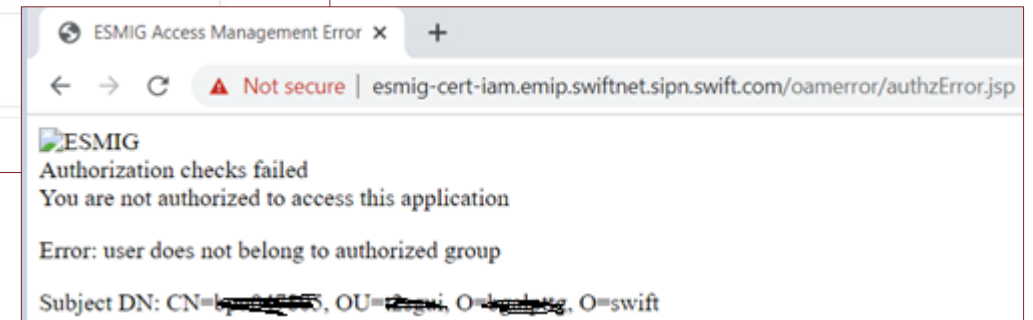 ESMIG Access Management Error
Not secure | esmig-cert-iam.emip.swiftnet.sipn.swift.com/oamerror/authzError.jsp
ESMIG
Authorization checks failed
You are not authorized to access this application
Error: user does not belong to authorized group
Subject DN: CN= , OU= , O= , O=swift